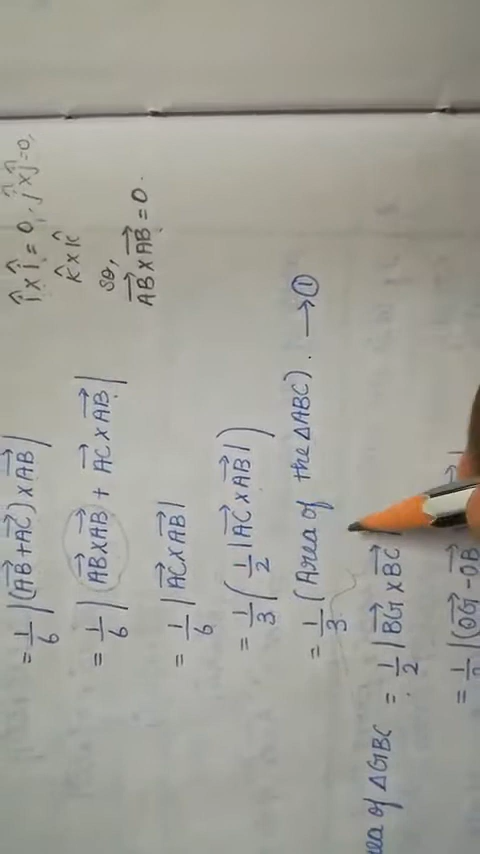 = 1/6 |(AB⃗ + AC⃗) × AB⃗|
î × î = 0, ĵ × ĵ = 0,
k̂ × k̂
= 1/6 | AB⃗ × AB⃗ + AC⃗ × AB⃗ |
so,
AB⃗ × AB⃗ = 0.
= 1/6 | AC⃗ × AB⃗ |
= 1/3 ( 1/2 | AC⃗ × AB⃗ | )
= 1/3 (Area of the ΔABC). → ①
of ΔGBC = 1/2 | BG⃗ × BC⃗
= |(OG⃗ - OB⃗